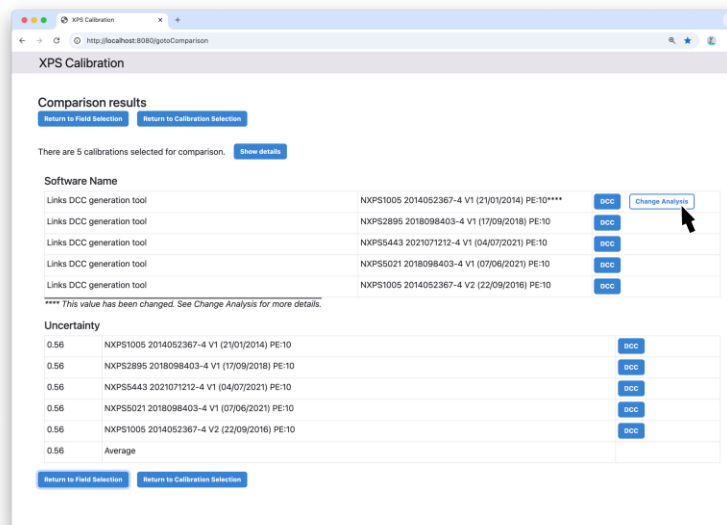 XPS Calibration
http://localhost:8080/gotoComparison
XPS Calibration
Comparison results
Return to Field Selection Return to Calibration Selection
There are 5 calibrations selected for comparison. Show details
Software Name
Links DCC generation tool NXPS1005 2014052367-4 V1 (21/01/2014) PE:10**** DCC Change Analysis
Links DCC generation tool NXPS2895 2018098403-4 V1 (17/09/2018) PE:10 DCC
Links DCC generation tool NXPS5443 2021071212-4 V1 (04/07/2021) PE:10 DCC
Links DCC generation tool NXPS5021 2018098403-4 V1 (07/06/2021) PE:10 DCC
Links DCC generation tool NXPS1005 2014052367-4 V2 (22/09/2016) PE:10 DCC
**** This value has been changed. See Change Analysis for more details.
Uncertainty
0.56 NXPS1005 2014052367-4 V1 (21/01/2014) PE:10 DCC
0.56 NXPS2895 2018098403-4 V1 (17/09/2018) PE:10 DCC
0.56 NXPS5443 2021071212-4 V1 (04/07/2021) PE:10 DCC
0.56 NXPS5021 2018098403-4 V1 (07/06/2021) PE:10 DCC
0.56 NXPS1005 2014052367-4 V2 (22/09/2016) PE:10 DCC
0.56 Average
Return to Field Selection Return to Calibration Selection